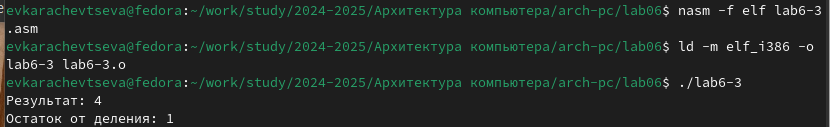 evkarachevtseva@fedora:~/work/study/2024-2025/Архитектура компьютера/arch-pc/lab06$ nasm -f elf lab6-3
.asm
evkarachevtseva@fedora:~/work/study/2024-2025/Архитектура компьютера/arch-pc/lab06$ ld -m elf_i386 -o
lab6-3 lab6-3.o
evkarachevtseva@fedora:~/work/study/2024-2025/Архитектура компьютера/arch-pc/lab06$ ./lab6-3
Результат: 4
Остаток от деления: 1